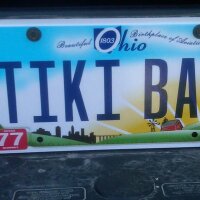 Beautiful Ohio Birthplace of Aviation
1803
TIKI BA
77